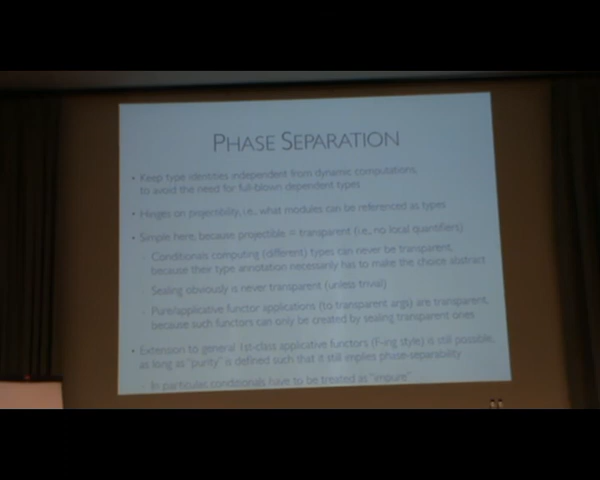 PHASE SEPARATION
• Keep type identities independent from dynamic computations,
to avoid the need for full-blown dependent types
• Hinges on projectibility, i.e., what modules can be referenced as types
• Simple here, because projectible = transparent (i.e., no local quantifiers)
- Conditionals computing (different) types can never be transparent,
because their type annotation necessarily has to make the choice abstract
- Sealing obviously is never transparent (unless trivial)
- Pure/applicative functor applications (to transparent args) are transparent,
because such functors can only be created by sealing transparent ones
• Extension to general 1st-class applicative functors (F-ing style) is still possible,
as long as "purity" is defined such that it still implies phase-separability
- In particular, conditionals have to be treated as "impure"